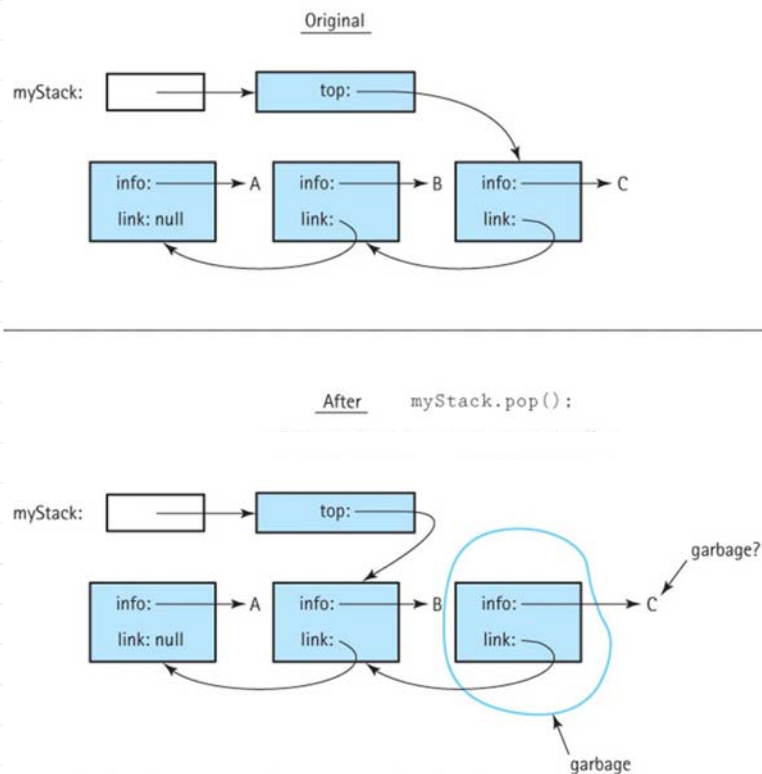 Original
myStack: top:
info: A info: B info: C
link: null link: link:
After myStack.pop();
myStack: top:
garbage?
info: A info: B info: C
link: null link: link:
garbage